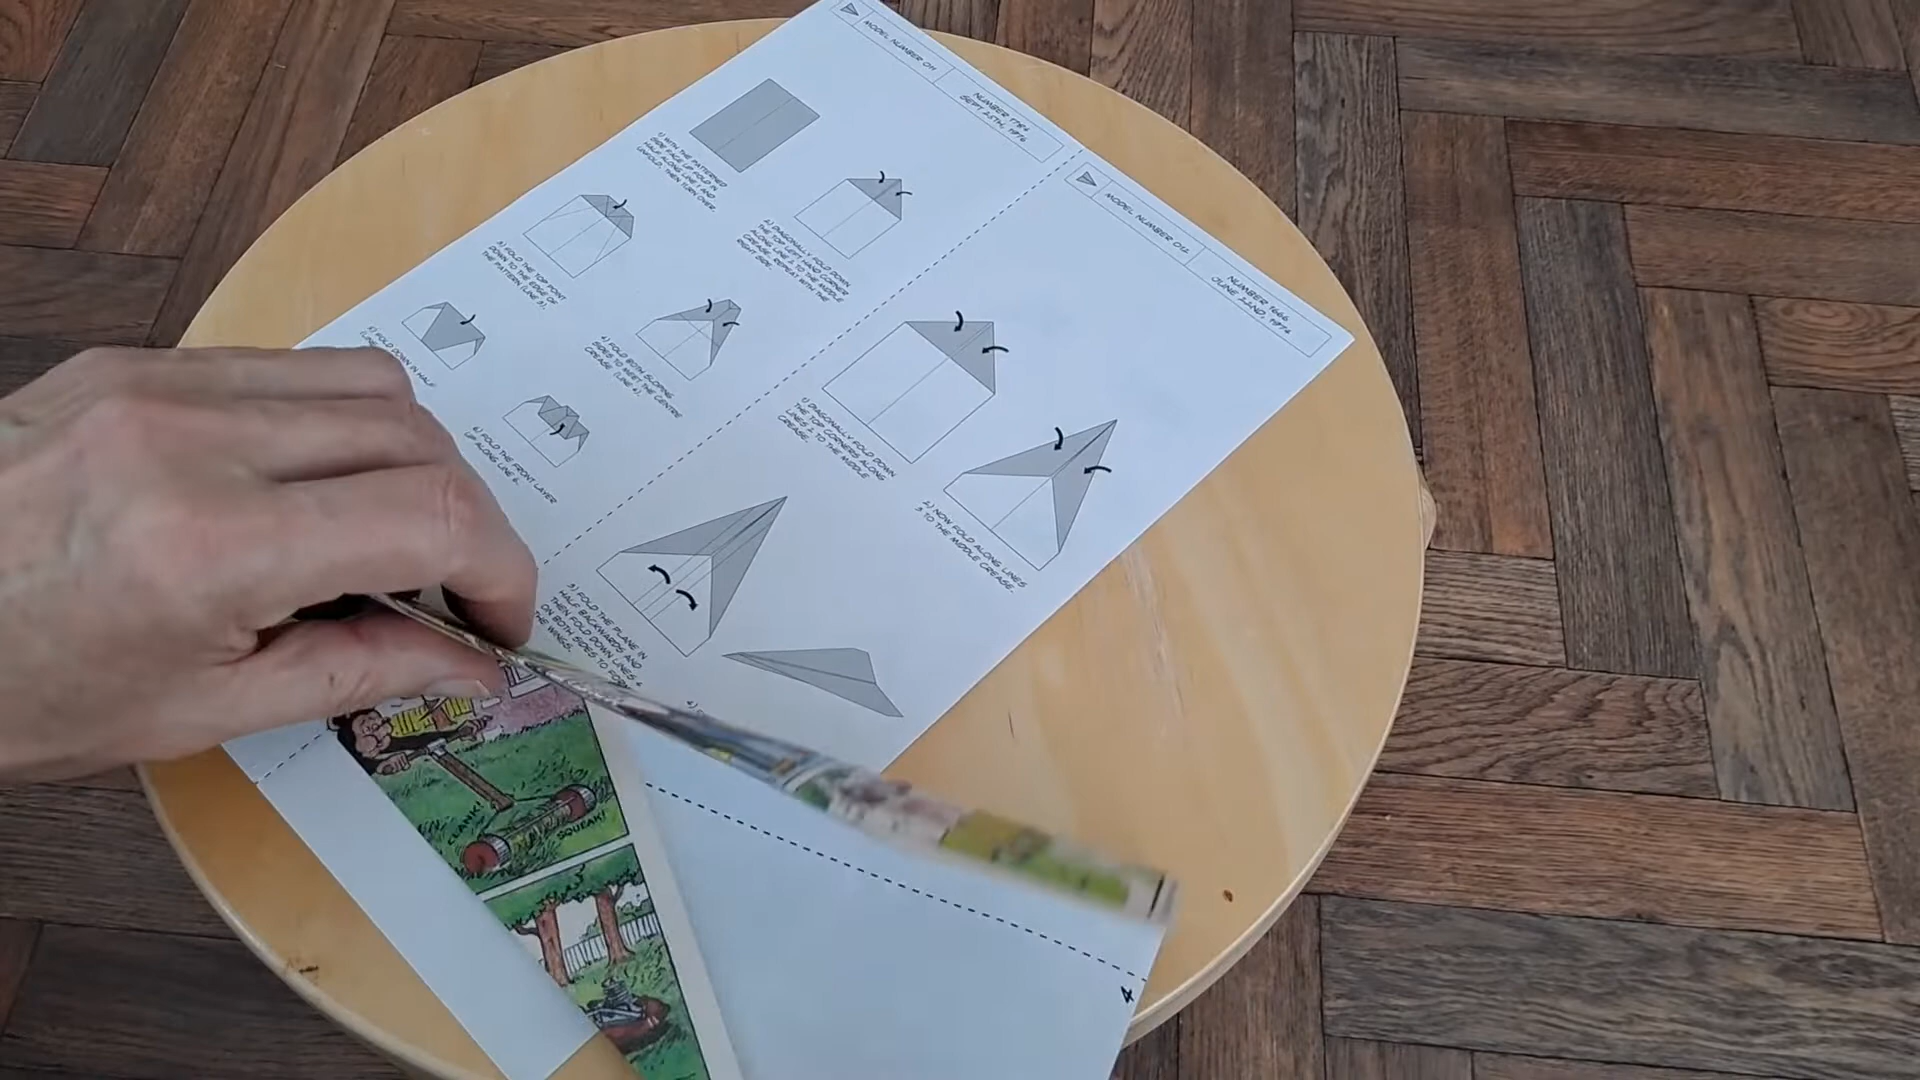 MODEL NUMBER 011
NUMBER 1784
SEPT 25TH, 1976
1) WITH THE PATTERNED
SIDE FACE UP FOLD IN
HALF ALONG LINE 1 AND
UNFOLD, THEN TURN OVER.
2) DIAGONALLY FOLD DOWN
THE TOP LEFT HAND CORNER
ALONG LINE 2 TO THE MIDDLE
CREASE. REPEAT WITH THE
RIGHT SIDE.
3) FOLD THE TOP POINT
DOWN TO THE EDGE OF
THE PATTERN (LINE 3).
4) FOLD BOTH SLOPING
SIDES TO MEET THE CENTRE
CREASE (LINE 4).
5) FOLD DOWN IN HALF
6) FOLD THE FRONT LAYER
UP ALONG LINE 6.
MODEL NUMBER 012
NUMBER 1666
JUNE 22ND, 1974
1) DIAGONALLY FOLD DOWN
THE TOP CORNERS ALONG
LINES 2 TO THE MIDDLE
CREASE.
2) NOW FOLD ALONG LINES
3 TO THE MIDDLE CREASE.
3) FOLD THE PLANE IN
HALF BACKWARDS AND
THEN FOLD DOWN LINES 4
ON BOTH SIDES TO FORM
THE WINGS.
4)
CLANK!
SQUEAK!
4